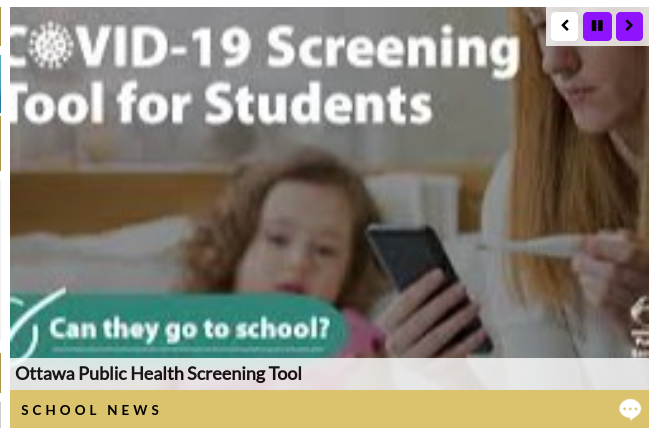 COVID-19 Screening
Tool for Students
Can they go to school?
Ottawa Public Health Screening Tool
SCHOOL NEWS